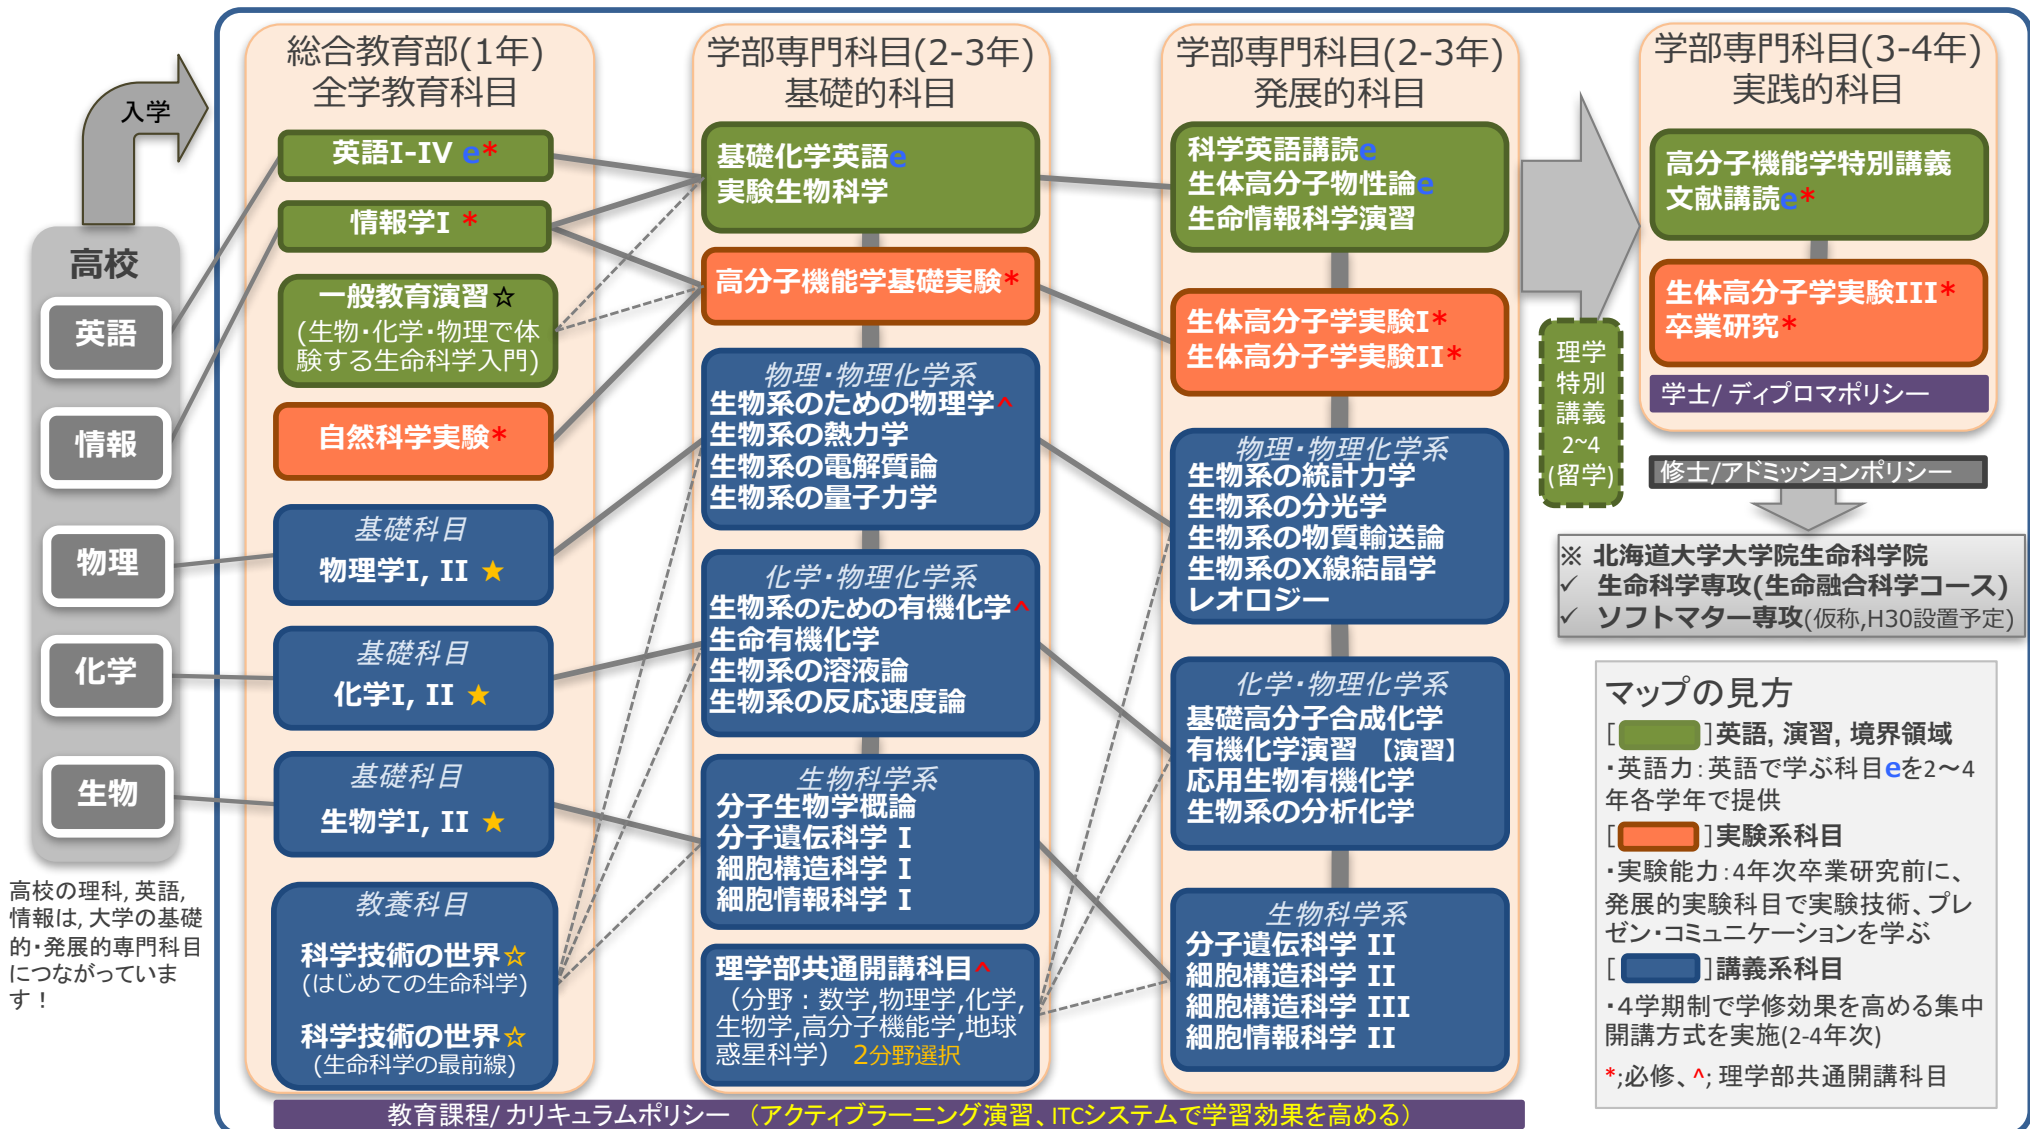 入学
高校
英語
情報
物理
化学
生物
高校の理科, 英語,
情報は, 大学の基礎
的・発展的専門科目
につながっていま
す！
総合教育部(1年)
全学教育科目
英語I-IV e*
情報学I *
一般教育演習☆
(生物・化学・物理で体
験する生命科学入門)
自然科学実験*
基礎科目
物理学I, II ★
基礎科目
化学I, II ★
基礎科目
生物学I, II ★
教養科目
科学技術の世界☆
(はじめての生命科学)
科学技術の世界☆
(生命科学の最前線)
学部専門科目(2-3年)
基礎的科目
基礎化学英語e
実験生物科学
高分子機能学基礎実験*
物理・物理化学系
生物系のための物理学^
生物系の熱力学
生物系の電解質論
生物系の量子力学
化学・物理化学系
生物系のための有機化学^
生命有機化学
生物系の溶液論
生物系の反応速度論
生物科学系
分子生物学概論
分子遺伝科学 I
細胞構造科学 I
細胞情報科学 I
理学部共通開講科目^
（分野：数学,物理学,化学,
生物学,高分子機能学,地球
惑星科学） 2分野選択
学部専門科目(2-3年)
発展的科目
科学英語講読e
生体高分子物性論e
生命情報科学演習
生体高分子学実験I*
生体高分子学実験II*
物理・物理化学系
生物系の統計力学
生物系の分光学
生物系の物質輸送論
生物系のX線結晶学
レオロジー
化学・物理化学系
基礎高分子合成化学
有機化学演習 【演習】
応用生物有機化学
生物系の分析化学
生物科学系
分子遺伝科学 II
細胞構造科学 II
細胞構造科学 III
細胞情報科学 II
理学
特別
講義
2~4
(留学)
学部専門科目(3-4年)
実践的科目
高分子機能学特別講義
文献講読e*
生体高分子学実験III*
卒業研究*
学士/ ディプロマポリシー
修士/アドミッションポリシー
※ 北海道大学大学院生命科学院
✓ 生命科学専攻(生命融合科学コース)
✓ ソフトマター専攻(仮称,H30設置予定)
マップの見方
[ ]英語, 演習, 境界領域
・英語力：英語で学ぶ科目eを2～4
年各学年で提供
[ ]実験系科目
・実験能力：4年次卒業研究前に、
発展的実験科目で実験技術、プレ
ゼン・コミュニケーションを学ぶ
[ ]講義系科目
・4学期制で学修効果を高める集中
開講方式を実施(2-4年次)
*;必修、^; 理学部共通開講科目
教育課程/ カリキュラムポリシー （アクティブラーニング演習、ITCシステムで学習効果を高める）